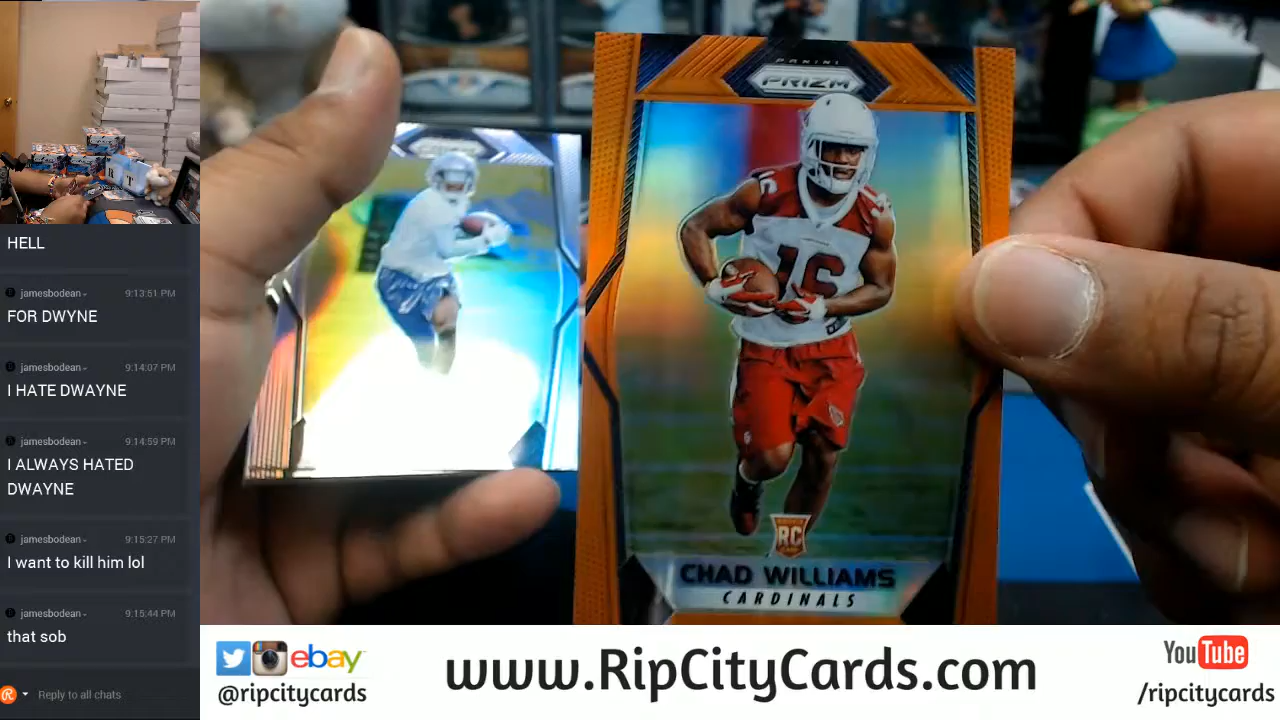 HELL
jamesbodean
9:13:51 PM
FOR DWYNE
jamesbodean
9:14:07 PM
I HATE DWAYNE
jamesbodean
9:14:59 PM
I ALWAYS HATED
DWAYNE
jamesbodean
9:15:27 PM
I want to kill him lol
jamesbodean
9:15:44 PM
that sob
Reply to all chats
PANINI
PRIZM
16
16
RC
CHAD WILLIAMS
CARDINALS
ebay
@ripcitycards
www.RipCityCards.com
YouTube
/ripcitycards